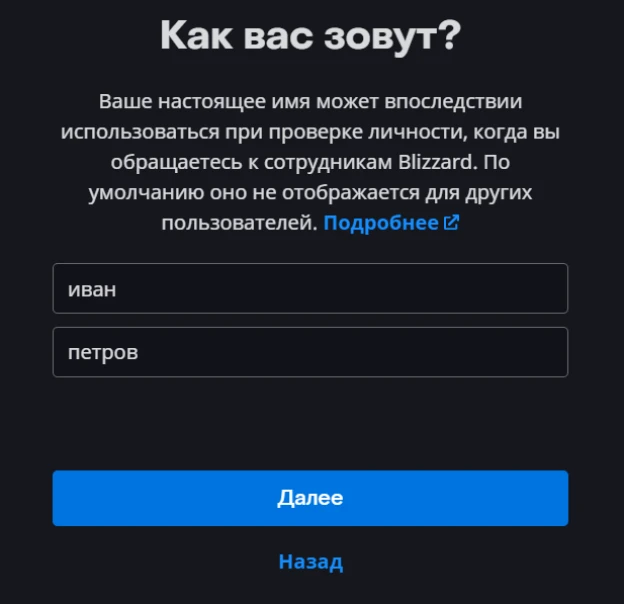 Как вас зовут?
Ваше настоящее имя может впоследствии
использоваться при проверке личности, когда вы
обращаетесь к сотрудникам Blizzard. По
умолчанию оно не отображается для других
пользователей. Подробнее
иван
петров
Далее
Назад